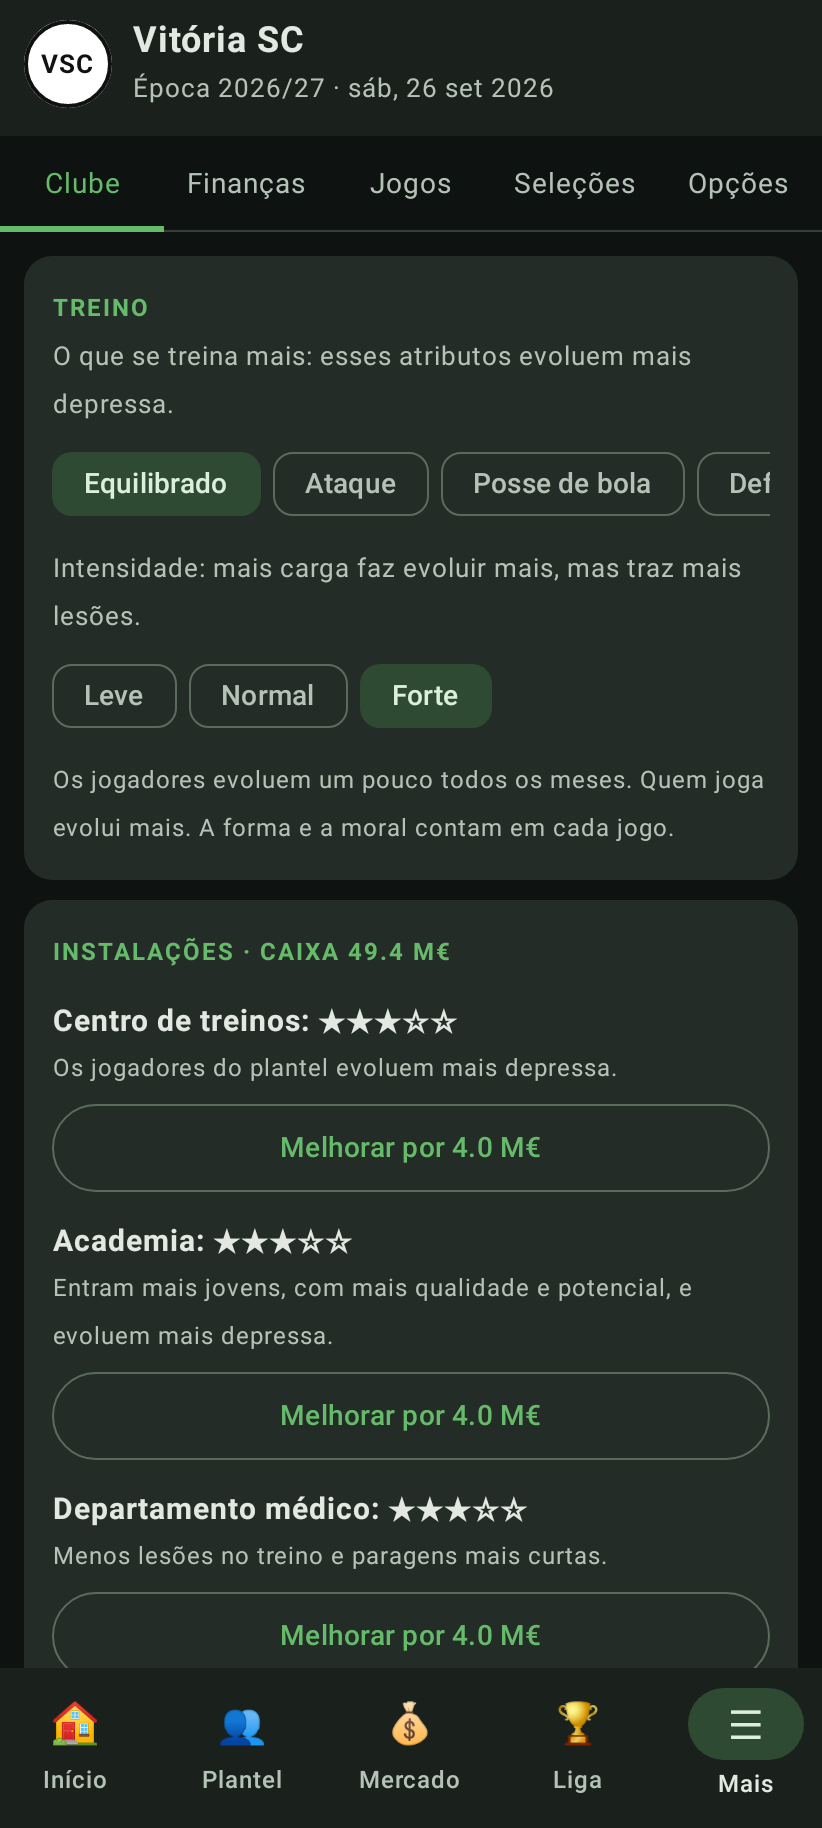 VSC
Vitória SC
Época 2026/27 · sáb, 26 set 2026
Clube Finanças Jogos Seleções Opções
TREINO
O que se treina mais: esses atributos evoluem mais
depressa.
Equilibrado Ataque Posse de bola Def
Intensidade: mais carga faz evoluir mais, mas traz mais
lesões.
Leve Normal Forte
Os jogadores evoluem um pouco todos os meses. Quem joga
evolui mais. A forma e a moral contam em cada jogo.
INSTALAÇÕES · CAIXA 49.4 M€
Centro de treinos: ★★★☆☆
Os jogadores do plantel evoluem mais depressa.
Melhorar por 4.0 M€
Academia: ★★★☆☆
Entram mais jovens, com mais qualidade e potencial, e
evoluem mais depressa.
Melhorar por 4.0 M€
Departamento médico: ★★★☆☆
Menos lesões no treino e paragens mais curtas.
Melhorar por 4.0 M€
Início Plantel Mercado Liga Mais